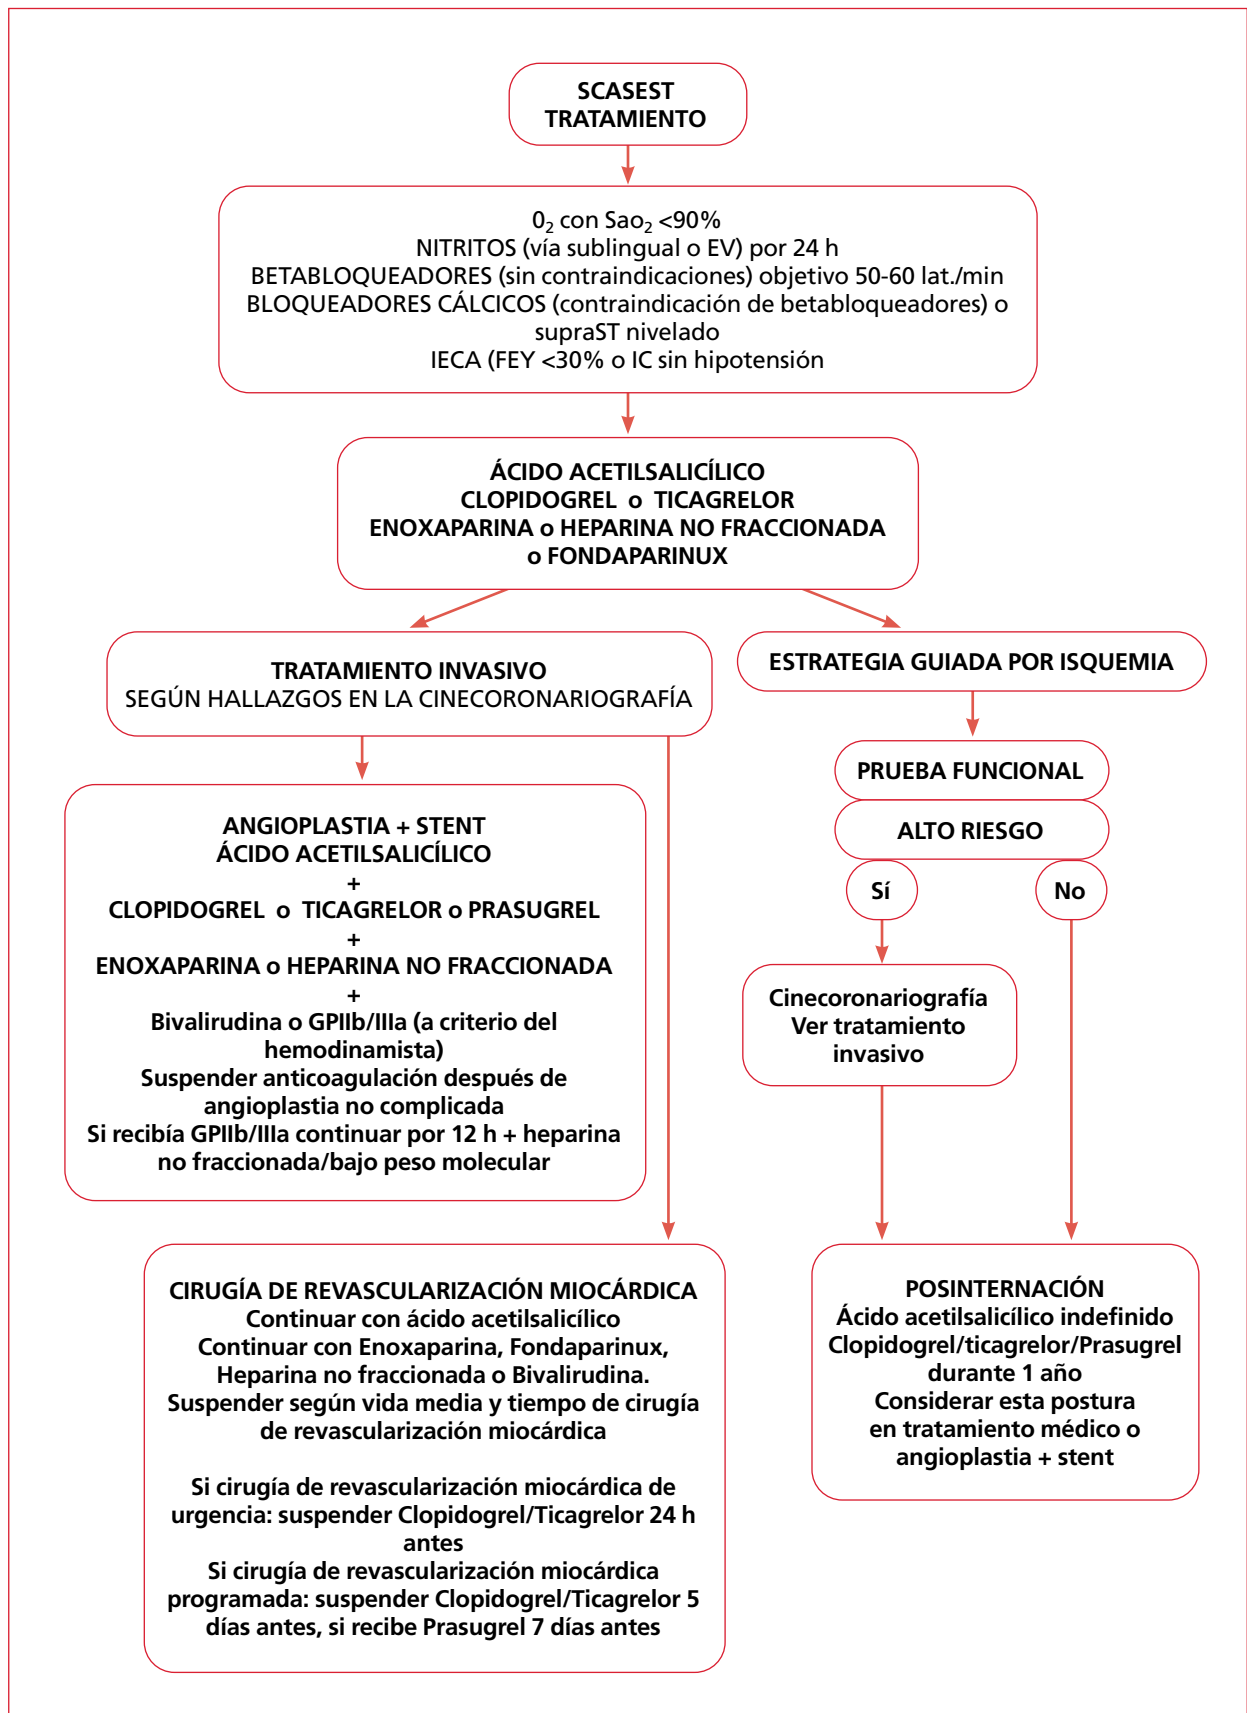 SCASEST
TRATAMIENTO
0₂ con Sao₂ <90%
NITRITOS (vía sublingual o EV) por 24 h
BETABLOQUEADORES (sin contraindicaciones) objetivo 50-60 lat./min
BLOQUEADORES CÁLCICOS (contraindicación de betabloqueadores) o
supraST nivelado
IECA (FEY <30% o IC sin hipotensión
ÁCIDO ACETILSALICÍLICO
CLOPIDOGREL o TICAGRELOR
ENOXAPARINA o HEPARINA NO FRACCIONADA
o FONDAPARINUX
TRATAMIENTO INVASIVO
SEGÚN HALLAZGOS EN LA CINECORONARIOGRAFÍA
ANGIOPLASTIA + STENT
ÁCIDO ACETILSALICÍLICO
+
CLOPIDOGREL o TICAGRELOR o PRASUGREL
+
ENOXAPARINA o HEPARINA NO FRACCIONADA
+
Bivalirudina o GPIIb/IIIa (a criterio del
hemodinamista)
Suspender anticoagulación después de
angioplastia no complicada
Si recibía GPIIb/IIIa continuar por 12 h + heparina
no fraccionada/bajo peso molecular
CIRUGÍA DE REVASCULARIZACIÓN MIOCÁRDICA
Continuar con ácido acetilsalicílico
Continuar con Enoxaparina, Fondaparinux,
Heparina no fraccionada o Bivalirudina.
Suspender según vida media y tiempo de cirugía
de revascularización miocárdica
Si cirugía de revascularización miocárdica de
urgencia: suspender Clopidogrel/Ticagrelor 24 h
antes
Si cirugía de revascularización miocárdica
programada: suspender Clopidogrel/Ticagrelor 5
días antes, si recibe Prasugrel 7 días antes
ESTRATEGIA GUIADA POR ISQUEMIA
PRUEBA FUNCIONAL
ALTO RIESGO
Sí
No
Cinecoronariografía
Ver tratamiento
invasivo
POSINTERNACIÓN
Ácido acetilsalicílico indefinido
Clopidogrel/ticagrelor/Prasugrel
durante 1 año
Considerar esta postura
en tratamiento médico o
angioplastia + stent